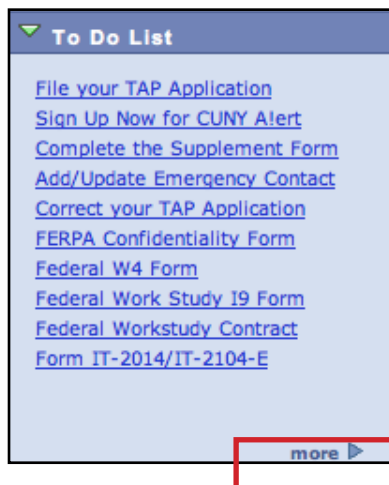 To Do List
File your TAP Application
Sign Up Now for CUNY A!ert
Complete the Supplement Form
Add/Update Emergency Contact
Correct your TAP Application
FERPA Confidentiality Form
Federal W4 Form
Federal Work Study I9 Form
Federal Workstudy Contract
Form IT-2014/IT-2104-E
more